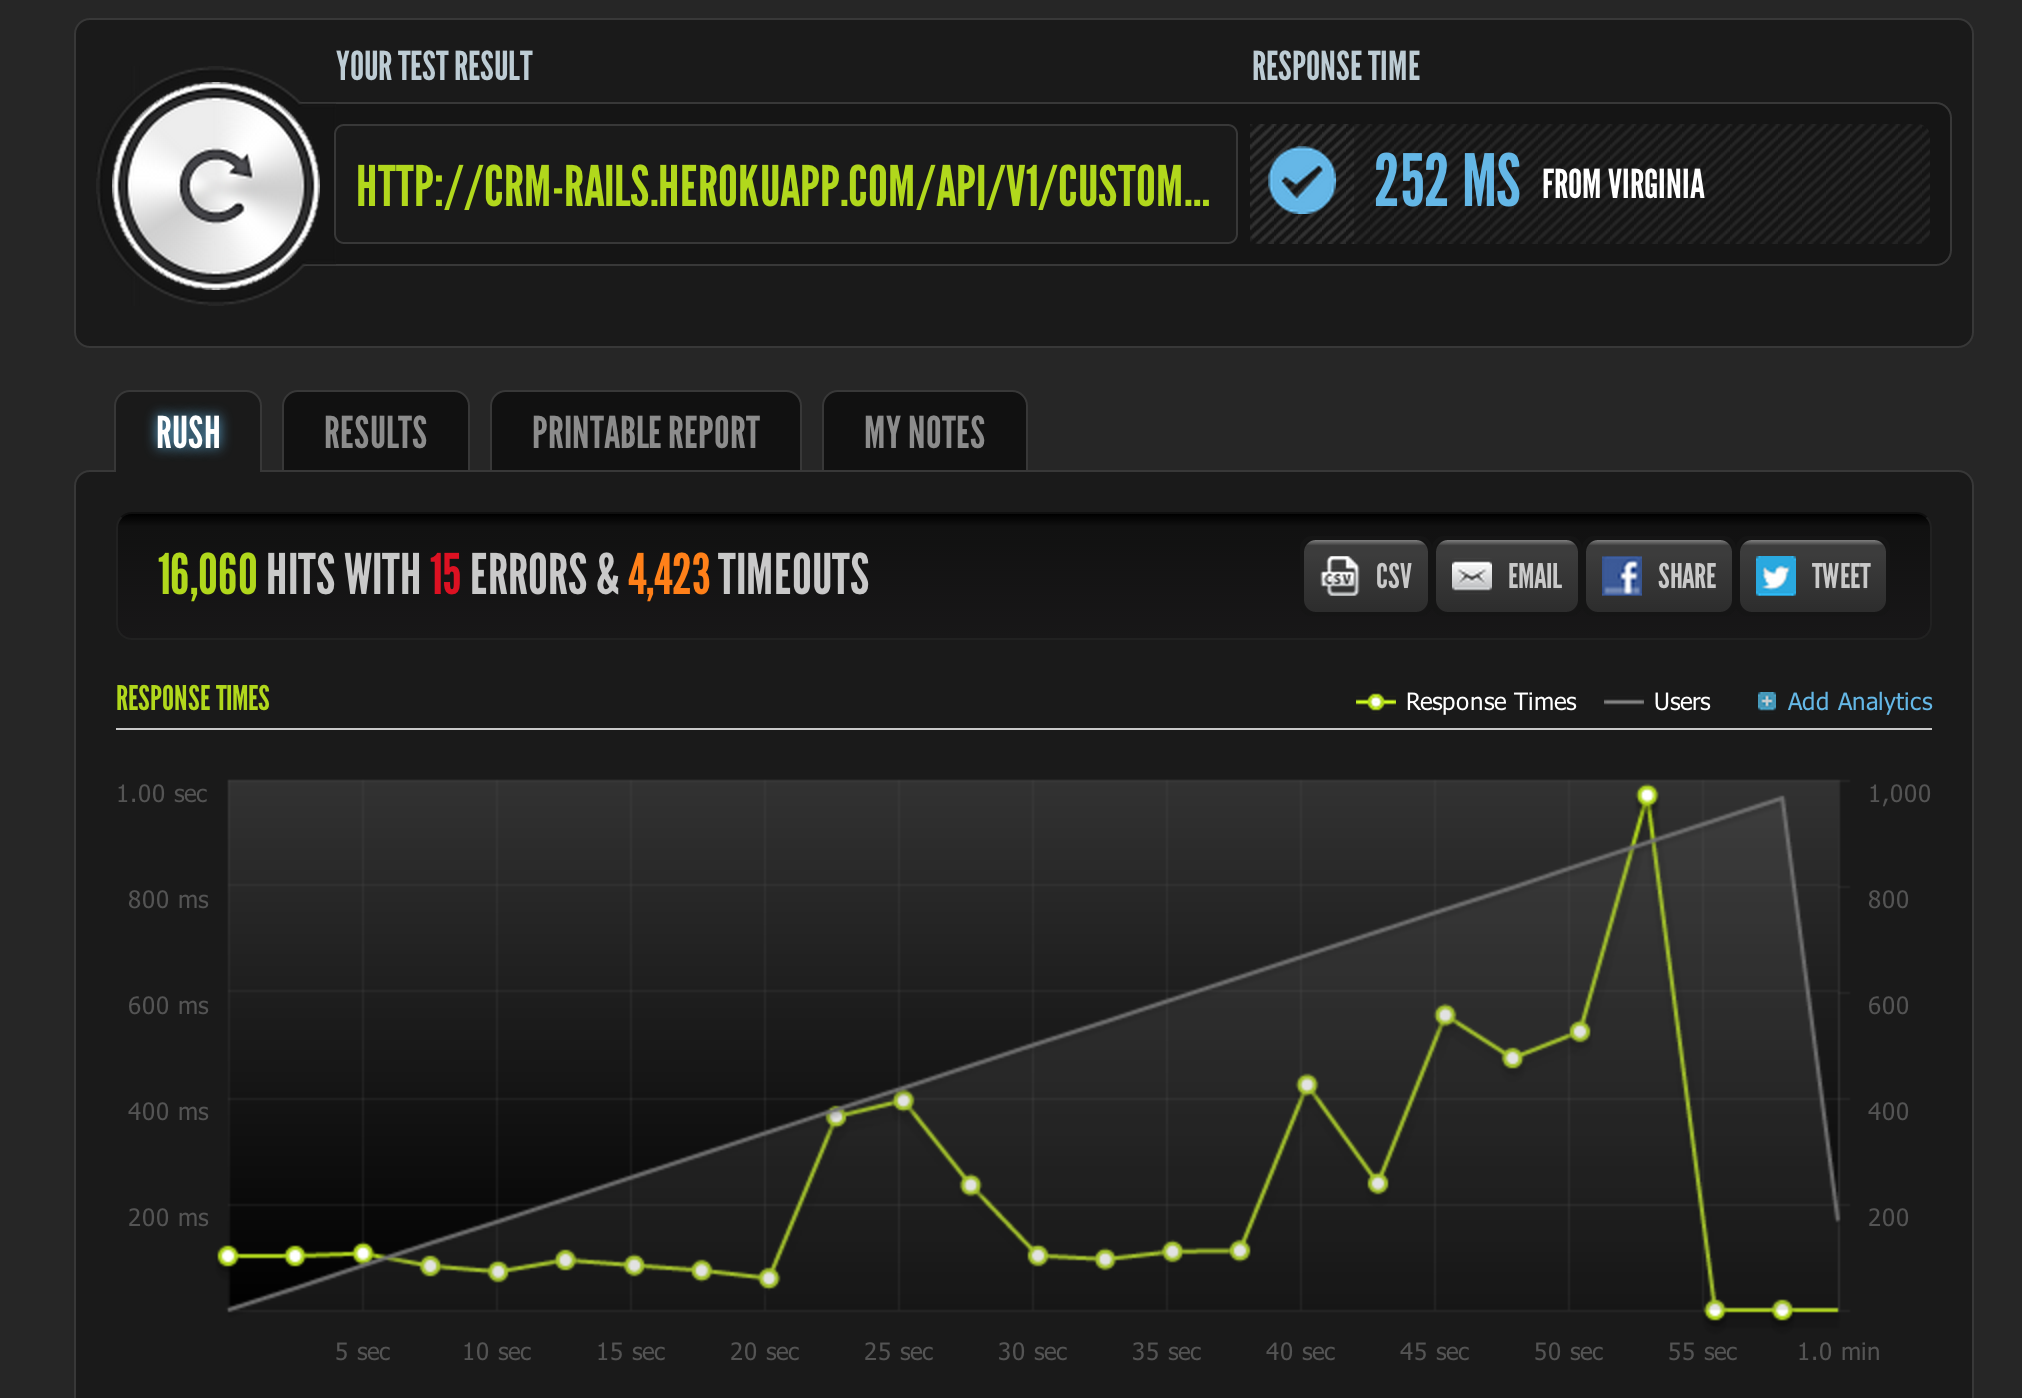 YOUR TEST RESULT
RESPONSE TIME
HTTP://CRM-RAILS.HEROKUAPP.COM/API/V1/CUSTOM...
252 MS FROM VIRGINIA
RUSH
RESULTS
PRINTABLE REPORT
MY NOTES
16,060 HITS WITH 15 ERRORS & 4,423 TIMEOUTS
CSV
CSV
EMAIL
f
SHARE
TWEET
RESPONSE TIMES
Response Times
Users
Add Analytics
1.00 sec
1,000
800 ms
800
600 ms
600
400 ms
400
200 ms
200
5 sec
10 sec
15 sec
20 sec
25 sec
30 sec
35 sec
40 sec
45 sec
50 sec
55 sec
1.0 min